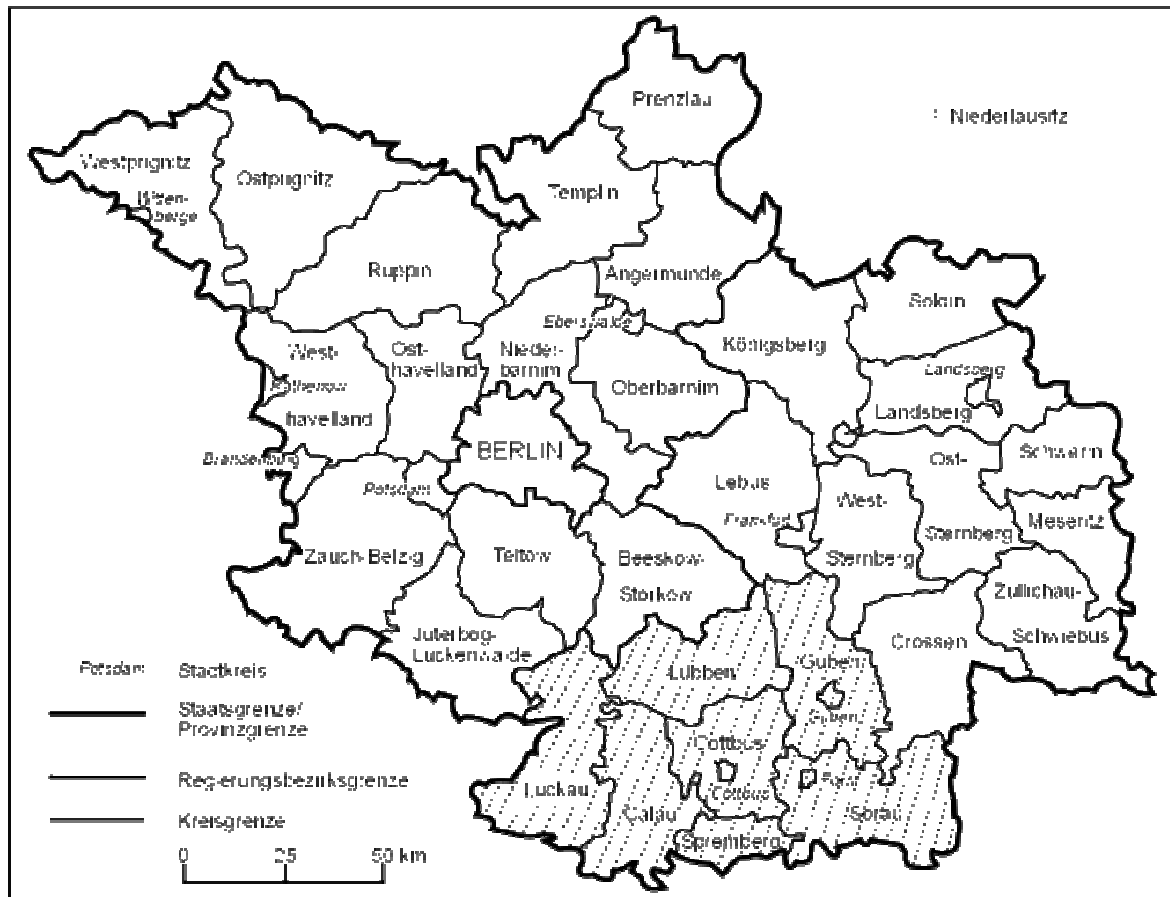 Prenzlau
Niederlausitz
Westprignitz
Witten-
berge
Ostprignitz
Templin
Ruppin
Angermünde
Soldin
Eberswalde
West-
Rathenow
havelland
Ost-
havelland
Nieder-
barnim
Oberbarnim
Königsberg
Landsberg
Landsberg
Brandenburg
Potsdam
BERLIN
Lebus
Frankfurt
West-
Sternberg
Ost-
Sternberg
Schwerin
Meseritz
Zauch-Belzig
Teltow
Beeskow-
Storkow
Züllichau-
Schwiebus
Crossen
Jüterbog-
Luckenwalde
Lübben
Guben
Guben
Cottbus
Cottbus
Forst
Sorau
Luckau
Calau
Spremberg
Potsdam Stadtkreis
Staatsgrenze/
Provinzgrenze
Regierungsbezirksgrenze
Kreisgrenze
0 25 50 km